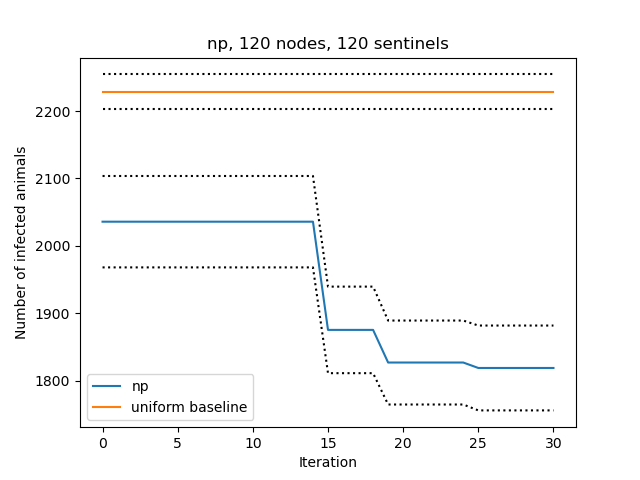 np, 120 nodes, 120 sentinels
Number of infected animals
2200
2100
2000
1900
1800
np
uniform baseline
0 5 10 15 20 25 30
Iteration